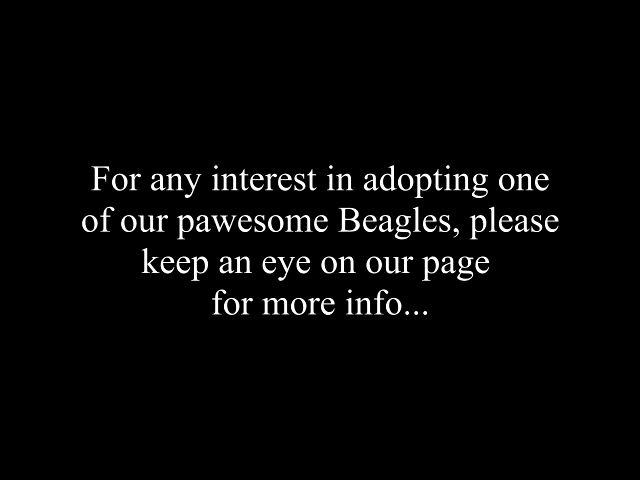 For any interest in adopting one
of our pawesome Beagles, please
keep an eye on our page
for more info...